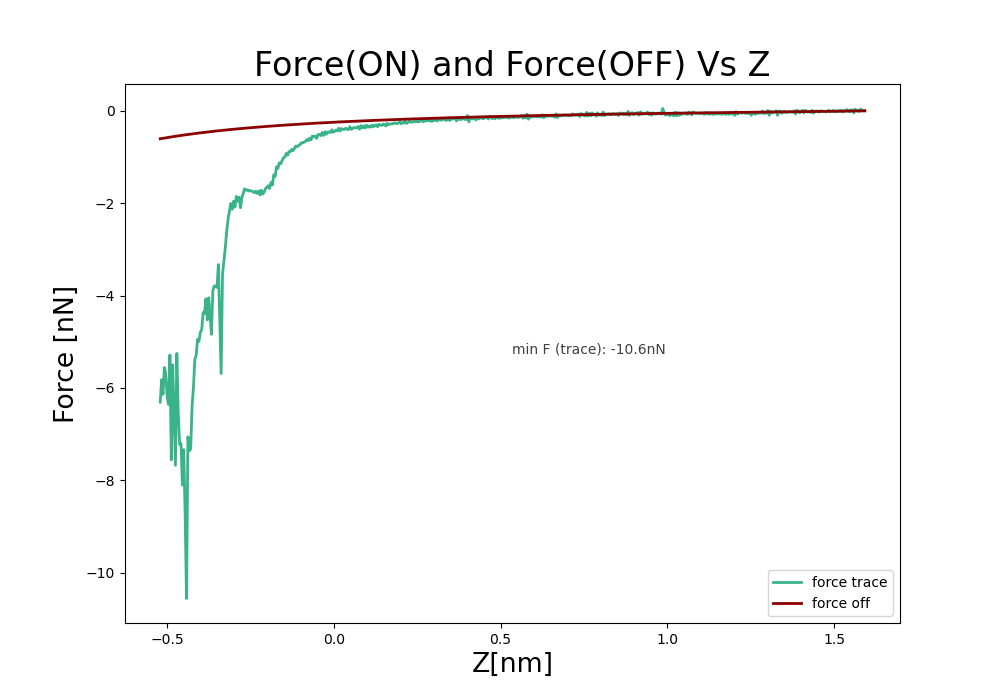 Force(ON) and Force(OFF) Vs Z
0
−2
−4
−6
−8
−10
Force [nN]
min F (trace): -10.6nN
force trace
force off
−0.5
0.0
0.5
1.0
1.5
Z[nm]